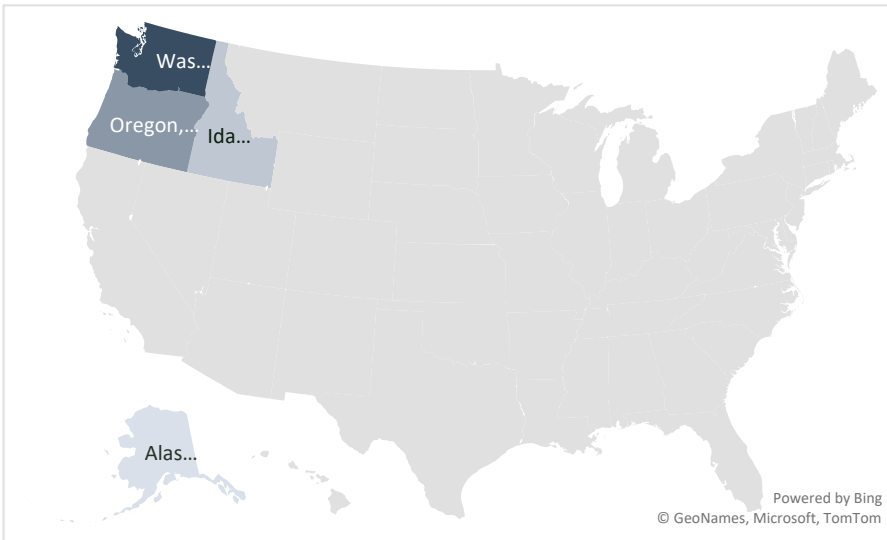 Was...
Oregon,...
Ida...
Alas...
Powered by Bing
© GeoNames, Microsoft, TomTom